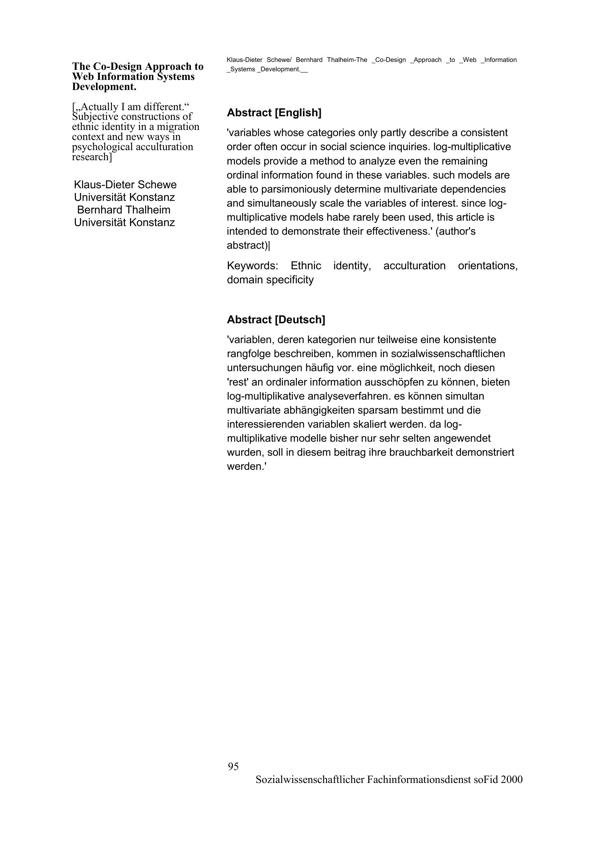 The Co-Design Approach to
Web Information Systems
Development.
[„Actually I am different.“
Subjective constructions of
ethnic identity in a migration
context and new ways in
psychological acculturation
research]
Klaus-Dieter Schewe
Universität Konstanz
Bernhard Thalheim
Universität Konstanz
Klaus-Dieter Schewe/ Bernhard Thalheim-The _Co-Design _Approach _to _Web _Information
_Systems _Development.__
Abstract [English]
'variables whose categories only partly describe a consistent
order often occur in social science inquiries. log-multiplicative
models provide a method to analyze even the remaining
ordinal information found in these variables. such models are
able to parsimoniously determine multivariate dependencies
and simultaneously scale the variables of interest. since log-
multiplicative models habe rarely been used, this article is
intended to demonstrate their effectiveness.' (author's
abstract)|
Keywords: Ethnic identity, acculturation orientations,
domain specificity
Abstract [Deutsch]
'variablen, deren kategorien nur teilweise eine konsistente
rangfolge beschreiben, kommen in sozialwissenschaftlichen
untersuchungen häufig vor. eine möglichkeit, noch diesen
'rest' an ordinaler information ausschöpfen zu können, bieten
log-multiplikative analyseverfahren. es können simultan
multivariate abhängigkeiten sparsam bestimmt und die
interessierenden variablen skaliert werden. da log-
multiplikative modelle bisher nur sehr selten angewendet
wurden, soll in diesem beitrag ihre brauchbarkeit demonstriert
werden.'
95
Sozialwissenschaftlicher Fachinformationsdienst soFid 2000